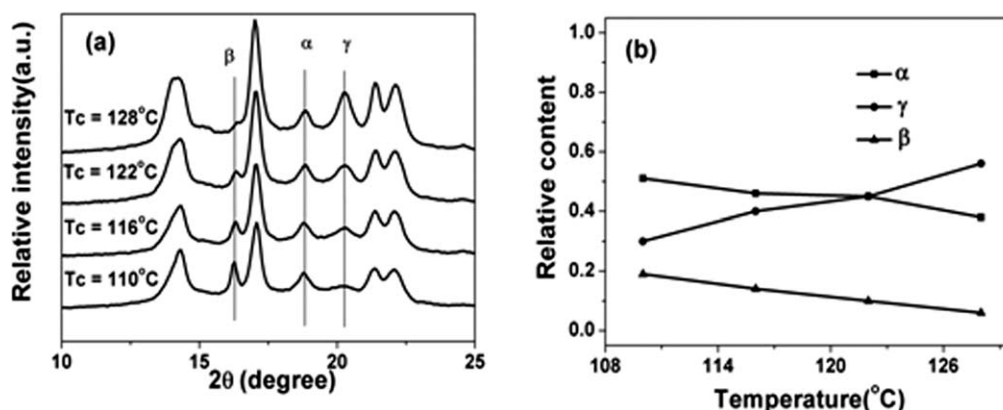 (a)
β
α
γ
Tc = 128°C
Tc = 122°C
Tc = 116°C
Tc = 110°C
Relative intensity(a.u.)
10 15 20 25
2θ (degree)
(b)
α
γ
β
Relative content
1.0
0.8
0.6
0.4
0.2
0.0
108 114 120 126
Temperature(°C)